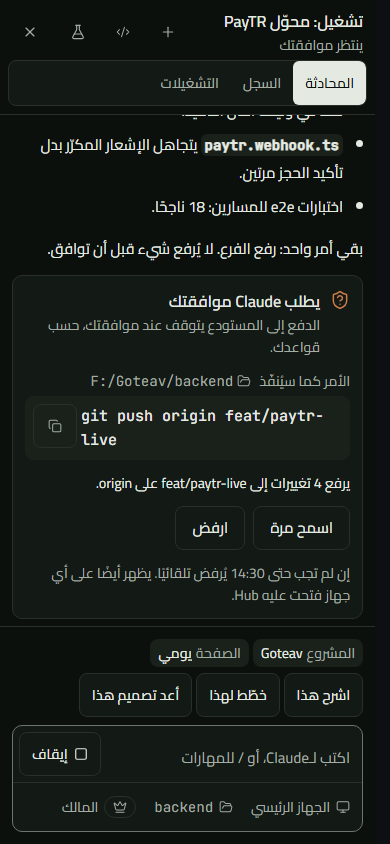 تشغيل: محوّل PayTR
ينتظر موافقتك
المحادثة
السجل
التشغيلات
paytr.webhook.ts يتجاهل الإشعار المكرّر بدل
تأكيد الحجز مرتين.
اختبارات e2e للمسارين: 18 ناجحًا.
بقي أمر واحد: رفع الفرع. لا يُرفع شيء قبل أن توافق.
يطلب Claude موافقتك
الدفع إلى المستودع يتوقف عند موافقتك، حسب
قواعدك.
الأمر كما سيُنفَّذ F:/Goteav/backend
git push origin feat/paytr-
live
يرفع 4 تغييرات إلى feat/paytr-live على origin.
اسمح مرة
ارفض
إن لم تجب حتى 14:30 يُرفض تلقائيًا. يظهر أيضًا على أي
جهاز فتحت عليه Hub.
المشروع Goteav
الصفحة يومي
اشرح هذا
خطّط لهذا
أعد تصميم هذا
اكتب لـClaude، أو / للمهارات
إيقاف
الجهاز الرئيسي
backend
المالك